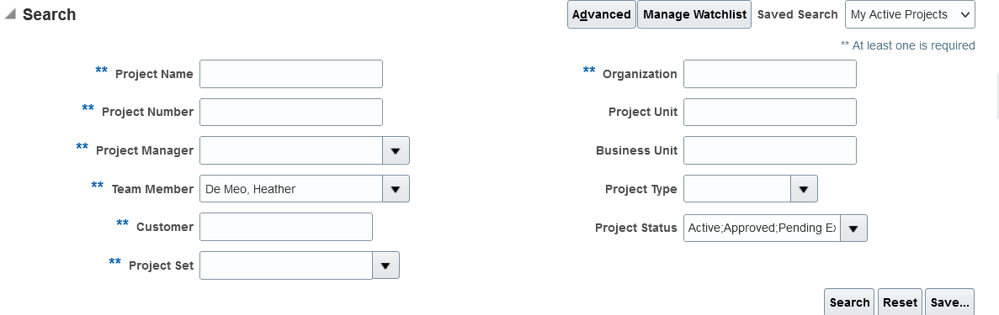 Search Advanced Manage Watchlist Saved Search My Active Projects
** At least one is required
** Project Name
** Organization
** Project Number
Project Unit
** Project Manager
Business Unit
** Team Member De Meo, Heather
Project Type
** Customer
Project Status Active;Approved;Pending Ex
** Project Set
Search Reset Save...